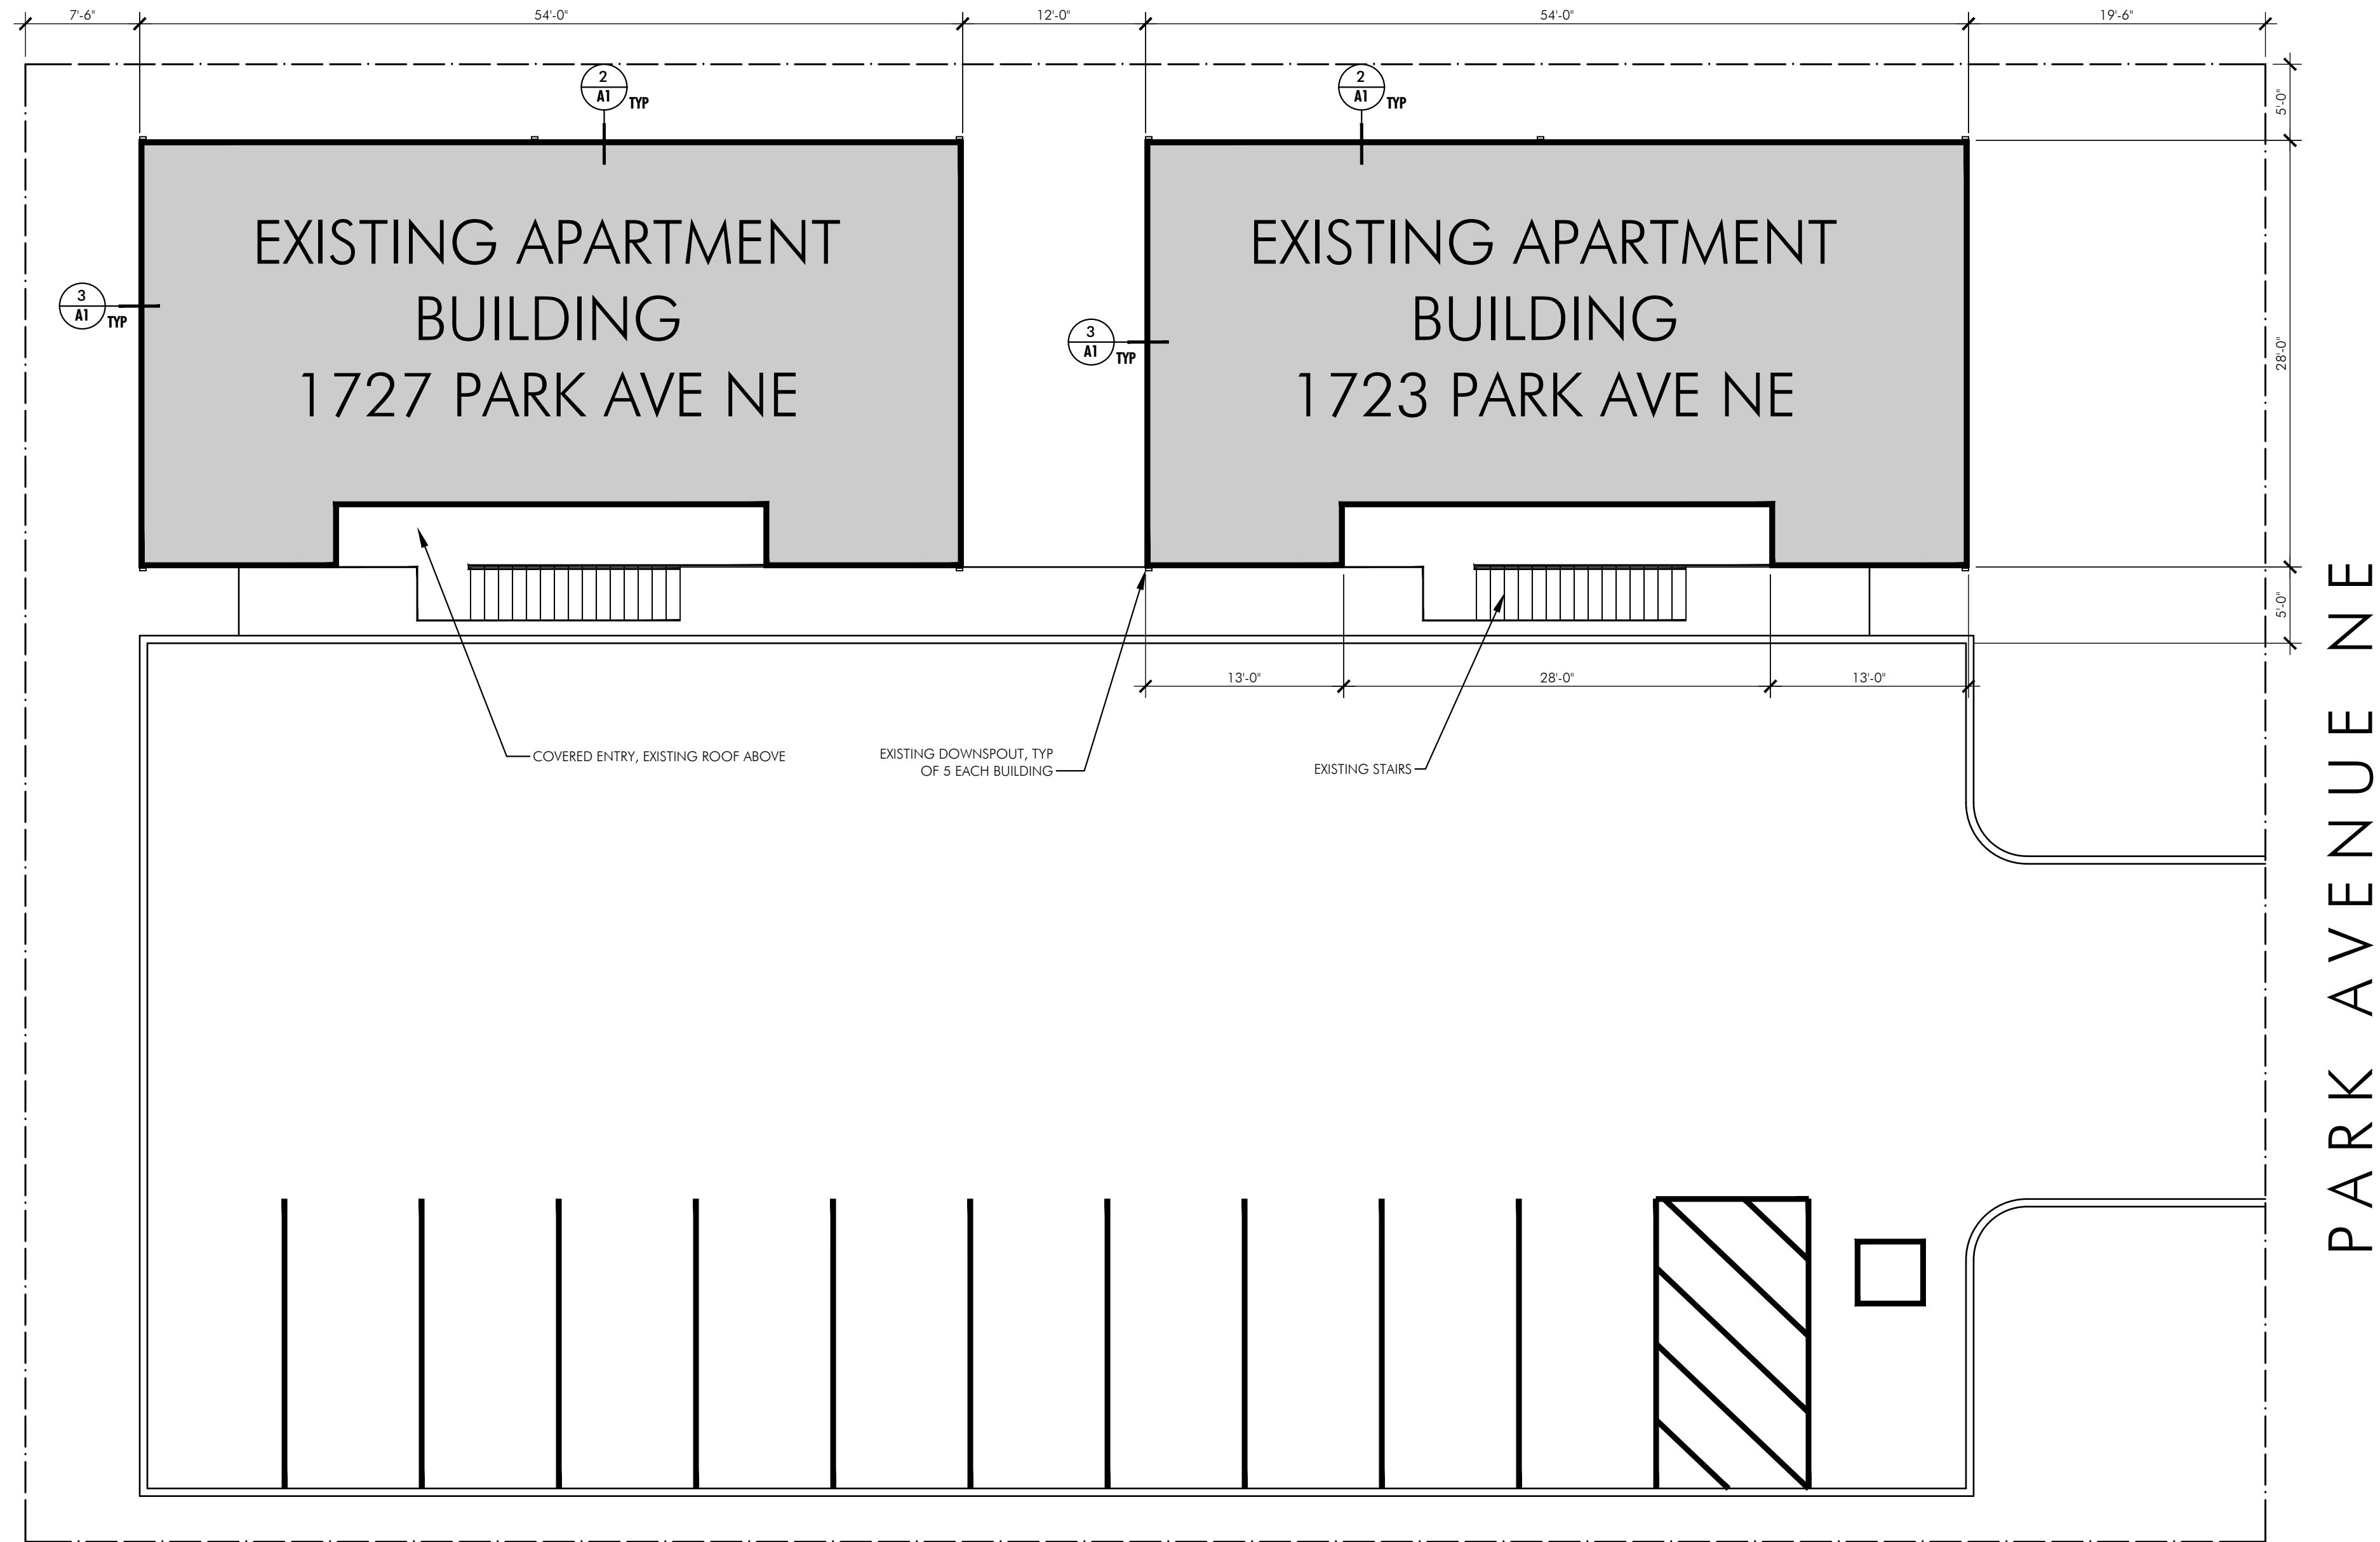 7'-6"
54'-0"
12'-0"
54'-0"
19'-6"
2
A1
TYP
2
A1
TYP
5'-0"
EXISTING APARTMENT
BUILDING
1727 PARK AVE NE
EXISTING APARTMENT
BUILDING
1723 PARK AVE NE
3
A1
TYP
3
A1
TYP
28'-0"
5'-0"
13'-0"
28'-0"
13'-0"
COVERED ENTRY, EXISTING ROOF ABOVE
EXISTING DOWNSPOUT, TYP
OF 5 EACH BUILDING
EXISTING STAIRS
PARK AVENUE NE